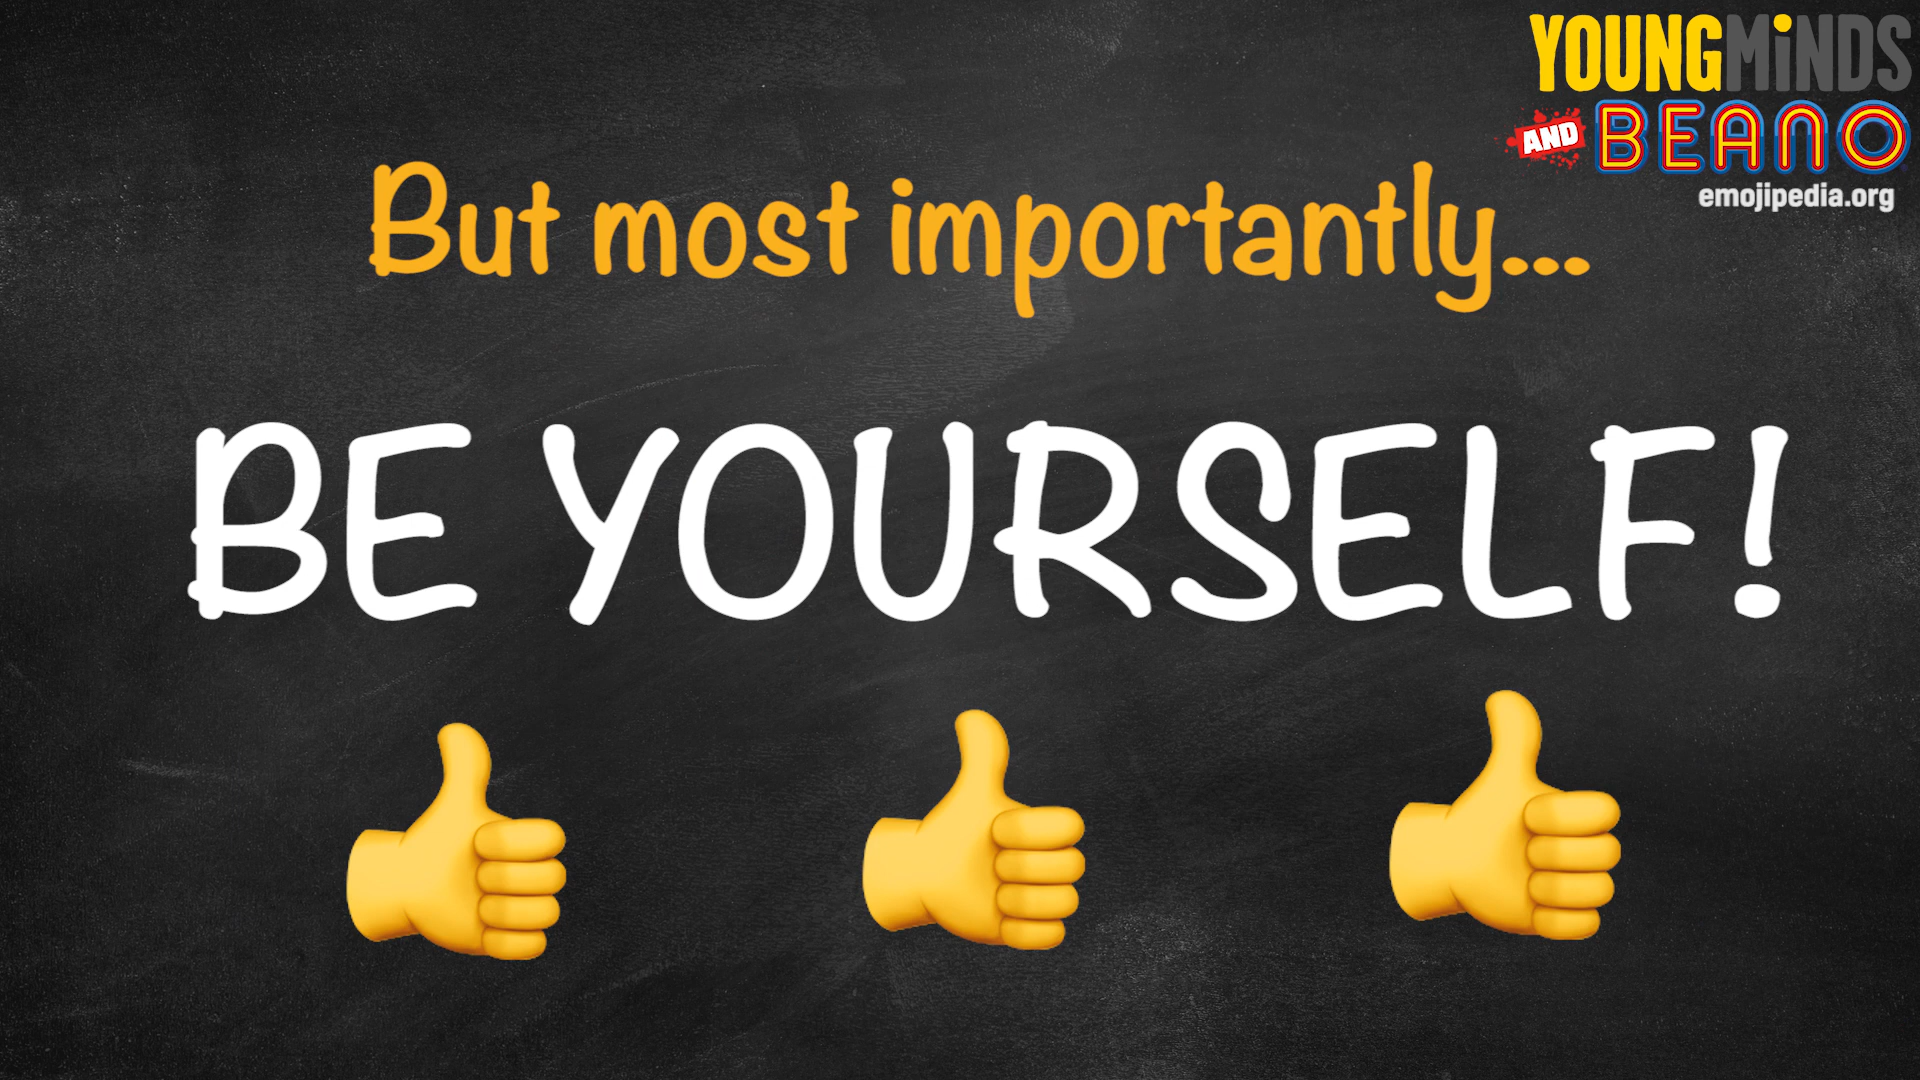 YOUNGMiNDS
AND BEANO
emojipedia.org
But most importantly...
BE YOURSELF!